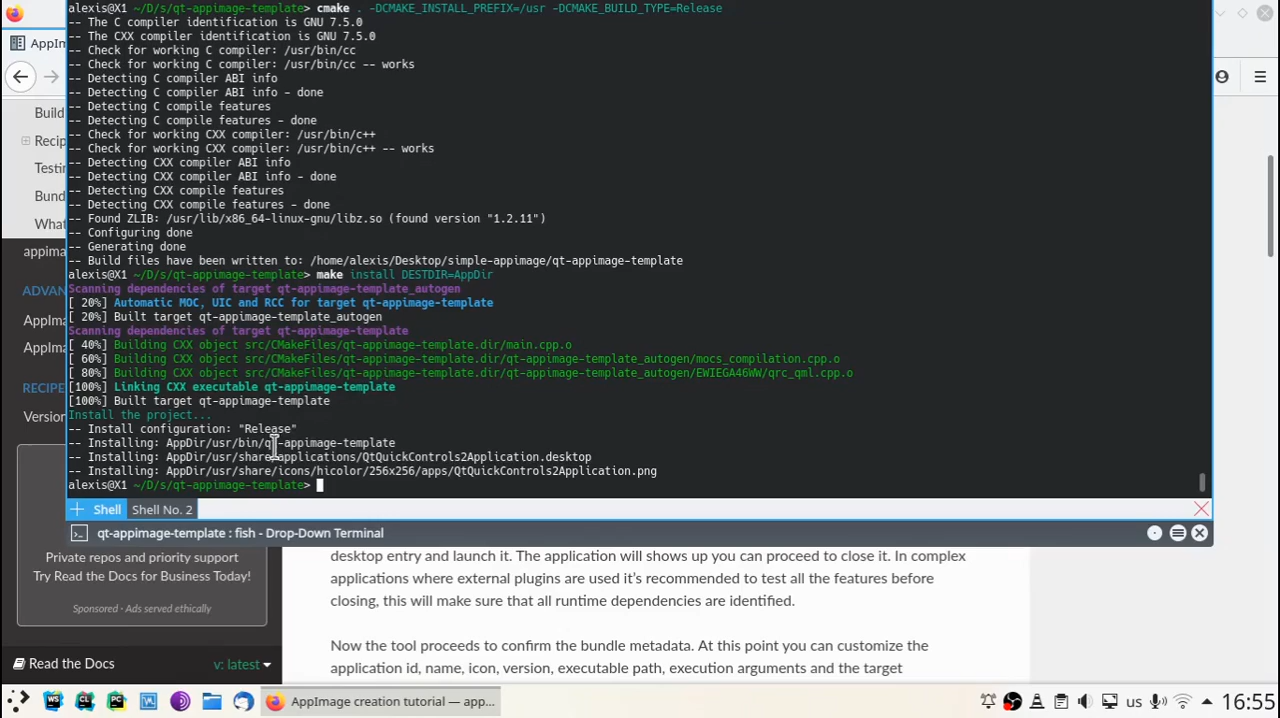 alexis@X1 ~/D/s/qt-appimage-template> cmake . -DCMAKE_INSTALL_PREFIX=/usr -DCMAKE_BUILD_TYPE=Release
-- The C compiler identification is GNU 7.5.0
-- The CXX compiler identification is GNU 7.5.0
-- Check for working C compiler: /usr/bin/cc
-- Check for working C compiler: /usr/bin/cc -- works
-- Detecting C compiler ABI info
-- Detecting C compiler ABI info - done
-- Detecting C compile features
-- Detecting C compile features - done
-- Check for working CXX compiler: /usr/bin/c++
-- Check for working CXX compiler: /usr/bin/c++ -- works
-- Detecting CXX compiler ABI info
-- Detecting CXX compiler ABI info - done
-- Detecting CXX compile features
-- Detecting CXX compile features - done
-- Found ZLIB: /usr/lib/x86_64-linux-gnu/libz.so (found version "1.2.11")
-- Configuring done
-- Generating done
-- Build files have been written to: /home/alexis/Desktop/simple-appimage/qt-appimage-template
alexis@X1 ~/D/s/qt-appimage-template> make install DESTDIR=AppDir
Scanning dependencies of target qt-appimage-template_autogen
[ 20%] Automatic MOC, UIC and RCC for target qt-appimage-template
[ 20%] Built target qt-appimage-template_autogen
Scanning dependencies of target qt-appimage-template
[ 40%] Building CXX object src/CMakeFiles/qt-appimage-template.dir/main.cpp.o
[ 60%] Building CXX object src/CMakeFiles/qt-appimage-template.dir/qt-appimage-template_autogen/mocs_compilation.cpp.o
[ 80%] Building CXX object src/CMakeFiles/qt-appimage-template.dir/qt-appimage-template_autogen/EWIEGA46WW/qrc_qml.cpp.o
[100%] Linking CXX executable qt-appimage-template
[100%] Built target qt-appimage-template
Install the project...
-- Install configuration: "Release"
-- Installing: AppDir/usr/bin/qt-appimage-template
-- Installing: AppDir/usr/share/applications/QtQuickControls2Application.desktop
-- Installing: AppDir/usr/share/icons/hicolor/256x256/apps/QtQuickControls2Application.png
alexis@X1 ~/D/s/qt-appimage-template>
Shell
Shell No. 2
qt-appimage-template : fish - Drop-Down Terminal
AppIm
Build
Recip
Testin
Bund
What
appima
ADVAN
AppIm
AppIm
RECIPE
Version
Private repos and priority support
Try Read the Docs for Business Today!
Sponsored · Ads served ethically
Read the Docs
v: latest
desktop entry and launch it. The application will shows up you can proceed to close it. In complex
applications where external plugins are used it's recommended to test all the features before
closing, this will make sure that all runtime dependencies are identified.
Now the tool proceeds to confirm the bundle metadata. At this point you can customize the
application id, name, icon, version, executable path, execution arguments and the target
WS
CL
PC
AppImage creation tutorial — app...
us
16:55